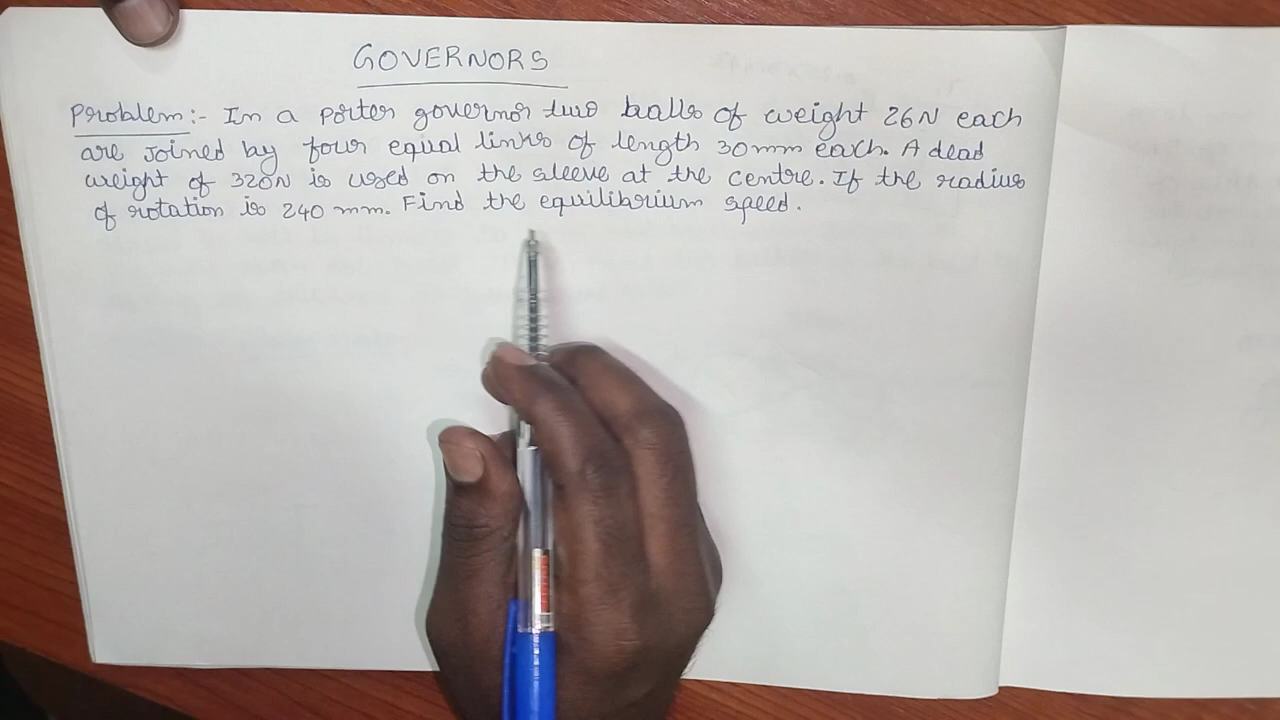 GOVERNORS
Problem:- In a porter governor two balls of weight 26N each
are joined by four equal links of length 30mm each. A dead
weight of 320N is used on the sleeve at the centre. If the radius
of rotation is 240 mm. Find the equilibrium speed.